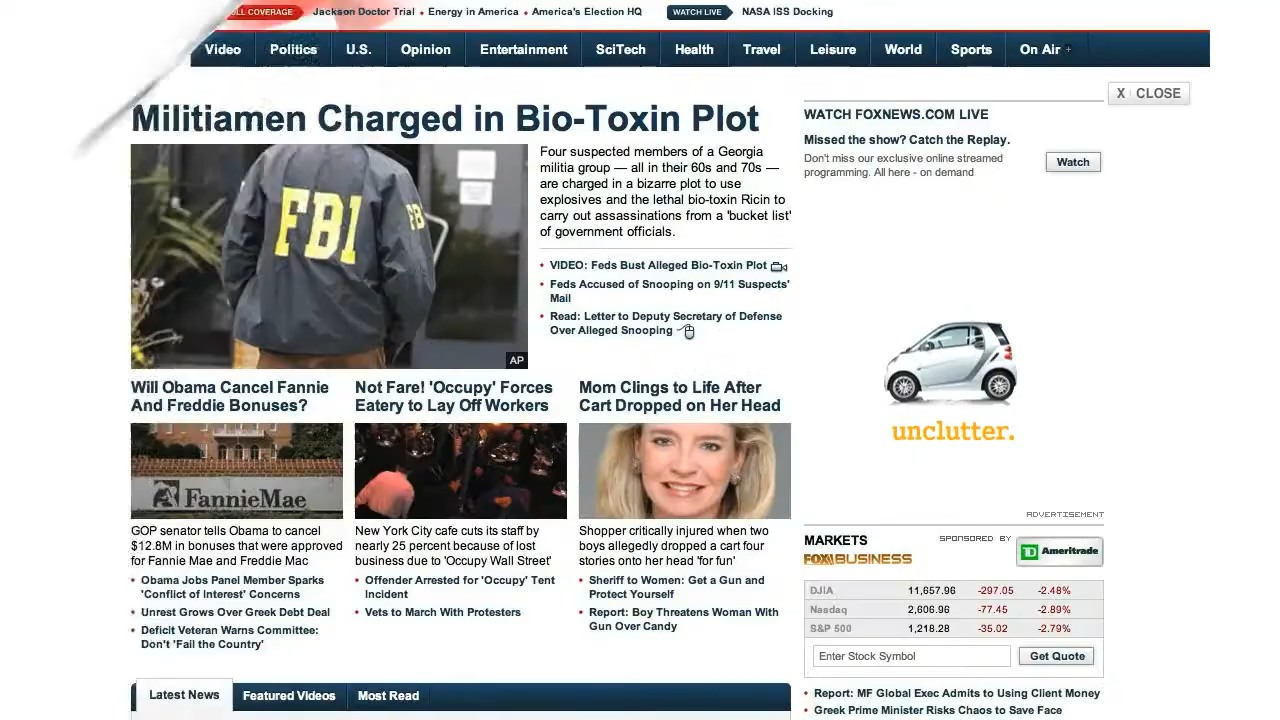 LL COVERAGE Jackson Doctor Trial • Energy in America • America's Election HQ WATCH LIVE NASA ISS Docking
Video Politics U.S. Opinion Entertainment SciTech Health Travel Leisure World Sports On Air +
X CLOSE
Militiamen Charged in Bio-Toxin Plot
FBI
FB
AP
Four suspected members of a Georgia
militia group — all in their 60s and 70s —
are charged in a bizarre plot to use
explosives and the lethal bio-toxin Ricin to
carry out assassinations from a 'bucket list'
of government officials.
• VIDEO: Feds Bust Alleged Bio-Toxin Plot
• Feds Accused of Snooping on 9/11 Suspects'
Mail
• Read: Letter to Deputy Secretary of Defense
Over Alleged Snooping
Will Obama Cancel Fannie
And Freddie Bonuses?
FannieMae
GOP senator tells Obama to cancel
$12.8M in bonuses that were approved
for Fannie Mae and Freddie Mac
• Obama Jobs Panel Member Sparks
'Conflict of Interest' Concerns
• Unrest Grows Over Greek Debt Deal
• Deficit Veteran Warns Committee:
Don't 'Fail the Country'
Not Fare! 'Occupy' Forces
Eatery to Lay Off Workers
New York City cafe cuts its staff by
nearly 25 percent because of lost
business due to 'Occupy Wall Street'
• Offender Arrested for 'Occupy' Tent
Incident
• Vets to March With Protesters
Mom Clings to Life After
Cart Dropped on Her Head
Shopper critically injured when two
boys allegedly dropped a cart four
stories onto her head 'for fun'
• Sheriff to Women: Get a Gun and
Protect Yourself
• Report: Boy Threatens Woman With
Gun Over Candy
Latest News Featured Videos Most Read
WATCH FOXNEWS.COM LIVE
Missed the show? Catch the Replay.
Don't miss our exclusive online streamed
programming. All here - on demand
Watch
unclutter.
ADVERTISEMENT
MARKETS SPONSORED BY TD Ameritrade
FOX BUSINESS
DJIA 11,657.96 -297.05 -2.48%
Nasdaq 2,606.96 -77.45 -2.89%
S&P 500 1,218.28 -35.02 -2.79%
Enter Stock Symbol Get Quote
• Report: MF Global Exec Admits to Using Client Money
• Greek Prime Minister Risks Chaos to Save Face